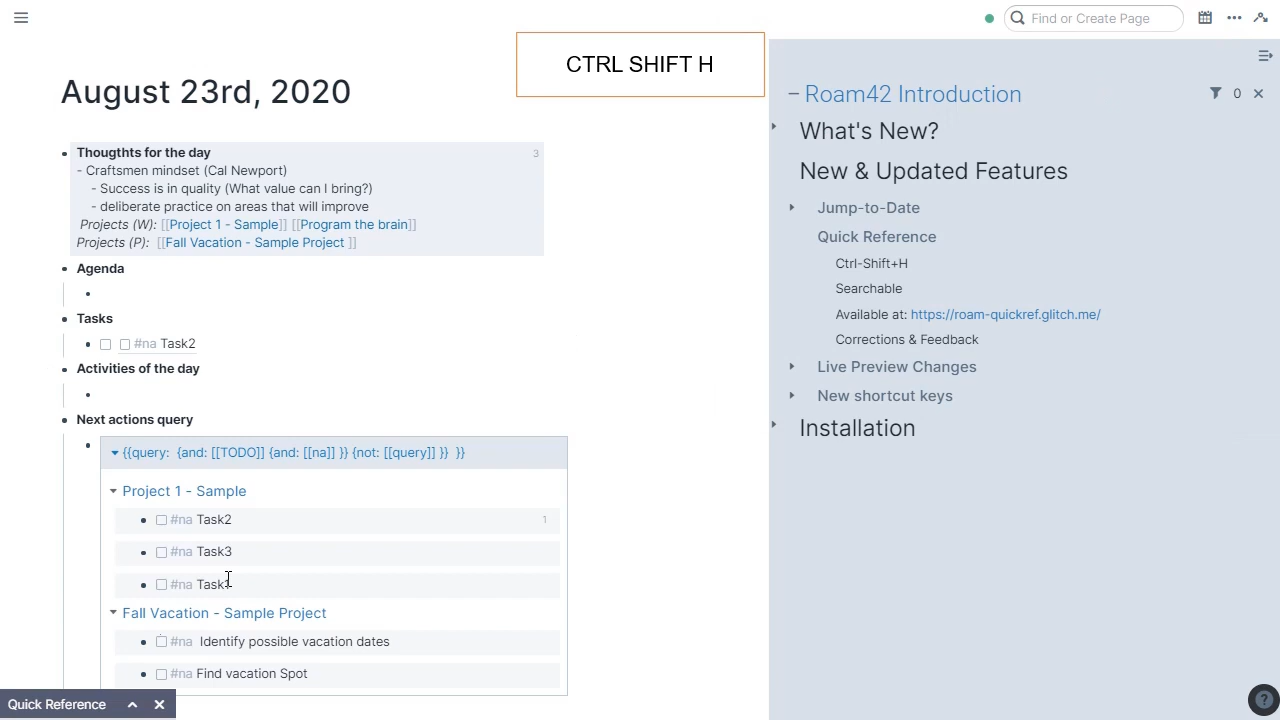 Find or Create Page
CTRL SHIFT H
August 23rd, 2020
Thougthts for the day
3
- Craftsmen mindset (Cal Newport)
- Success is in quality (What value can I bring?)
- deliberate practice on areas that will improve
Projects (W): [[Project 1 - Sample]] [[Program the brain]]
Projects (P): [[Fall Vacation - Sample Project ]]
Agenda
Tasks
#na Task2
Activities of the day
Next actions query
{{query: {and: [[TODO]] {and: [[na]] }} {not: [[query]] }} }}
Project 1 - Sample
#na Task2
1
#na Task3
#na
Fall Vacation - Sample Project
#na Identify possible vacation dates
#na Find vacation Spot
Quick Reference
Roam42 Introduction
0
What's New?
New & Updated Features
Jump-to-Date
Quick Reference
Ctrl-Shift+H
Searchable
Available at: https://roam-quickref.glitch.me/
Corrections & Feedback
Live Preview Changes
New shortcut keys
Installation
?